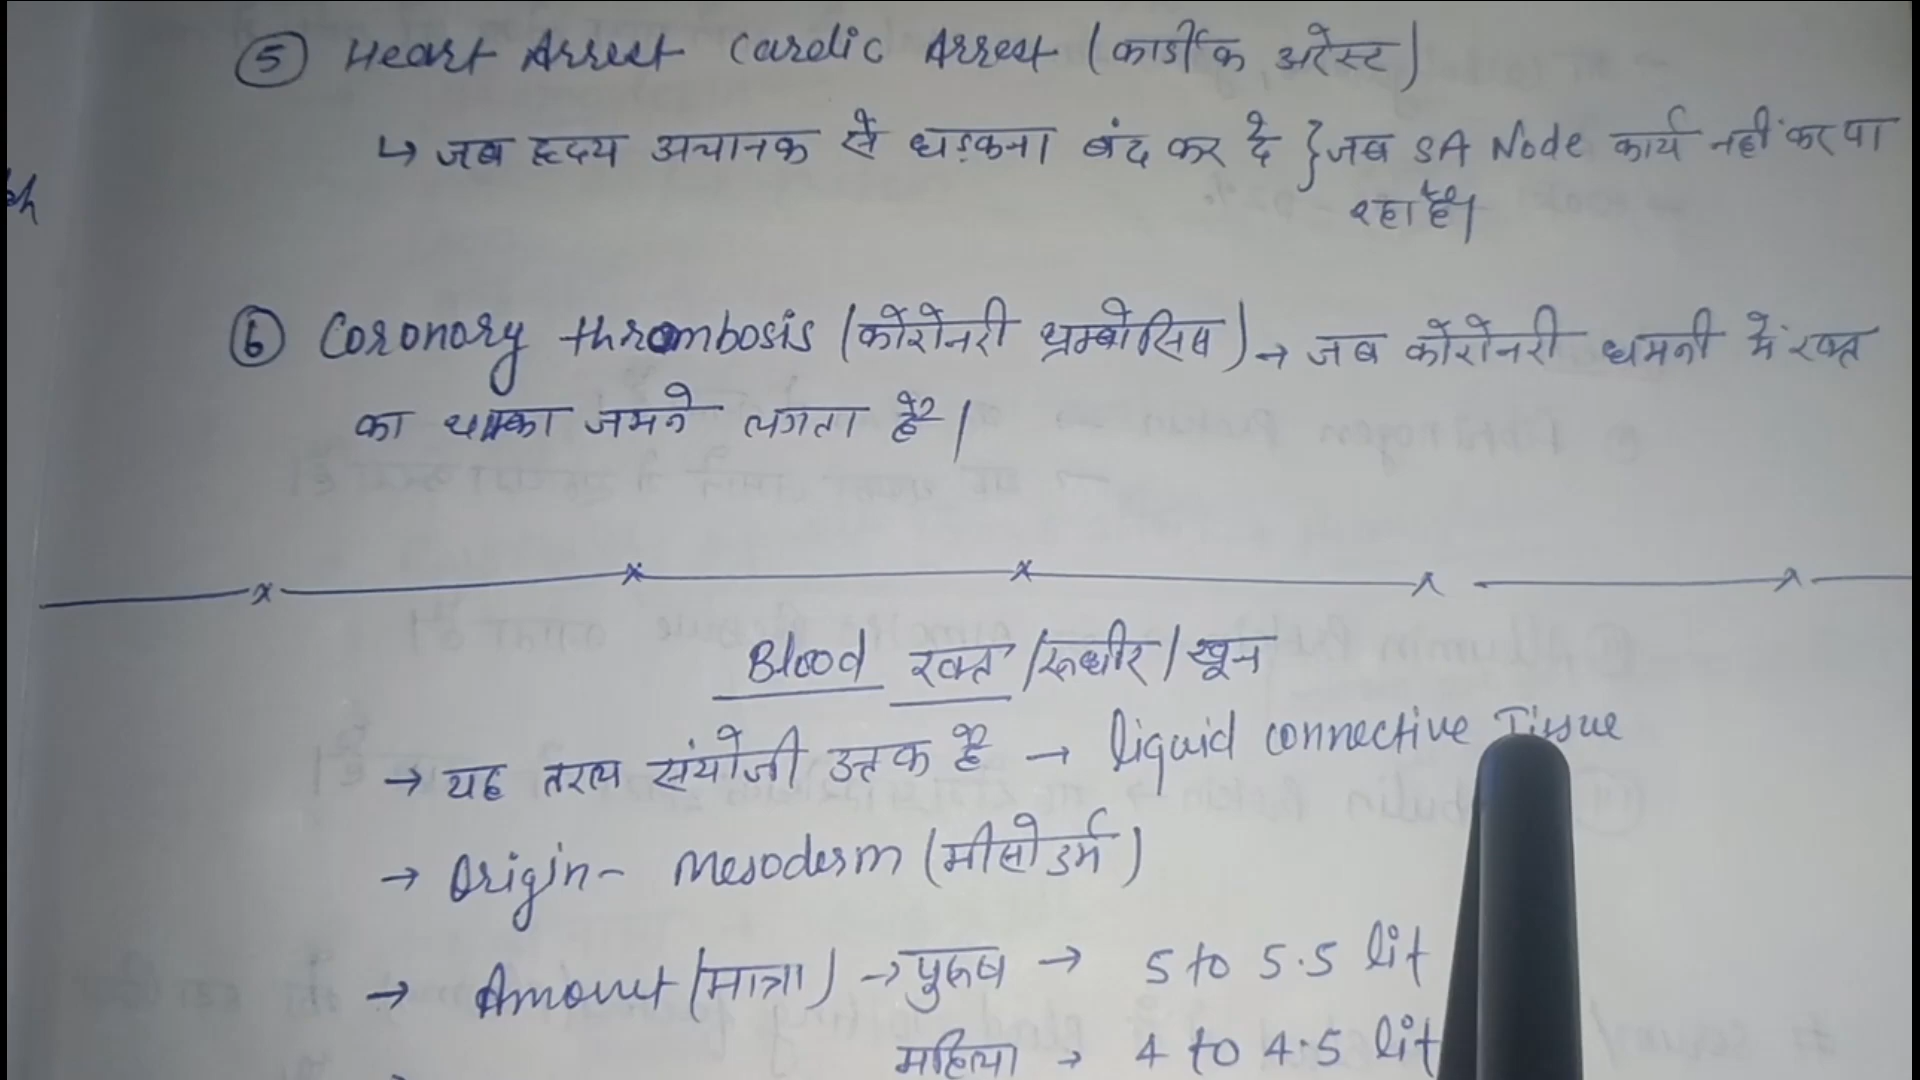 ⑤ Heart Arrest Cardic Arrest (कार्डीक अरेस्ट)
↳ जब हृदय अचानक से धड़कना बंद कर दे } जब SA Node कार्य नहीं कर पा
रहा है।
⑥ Coronary thrombosis (कोरोनरी थ्रम्बोसिस) → जब कोरोनरी धमनी में रक्त
का थक्का जमने लगता है।
Blood रक्त / रूधीर / खून
→ यह तरल संयोजी उत्तक है → liquid connective Tissue
→ Origin - Mesoderm (मीसोडर्म)
→ Amount (मात्रा) → पुरूष → 5 to 5.5 lit
महिला → 4 to 4.5 lit